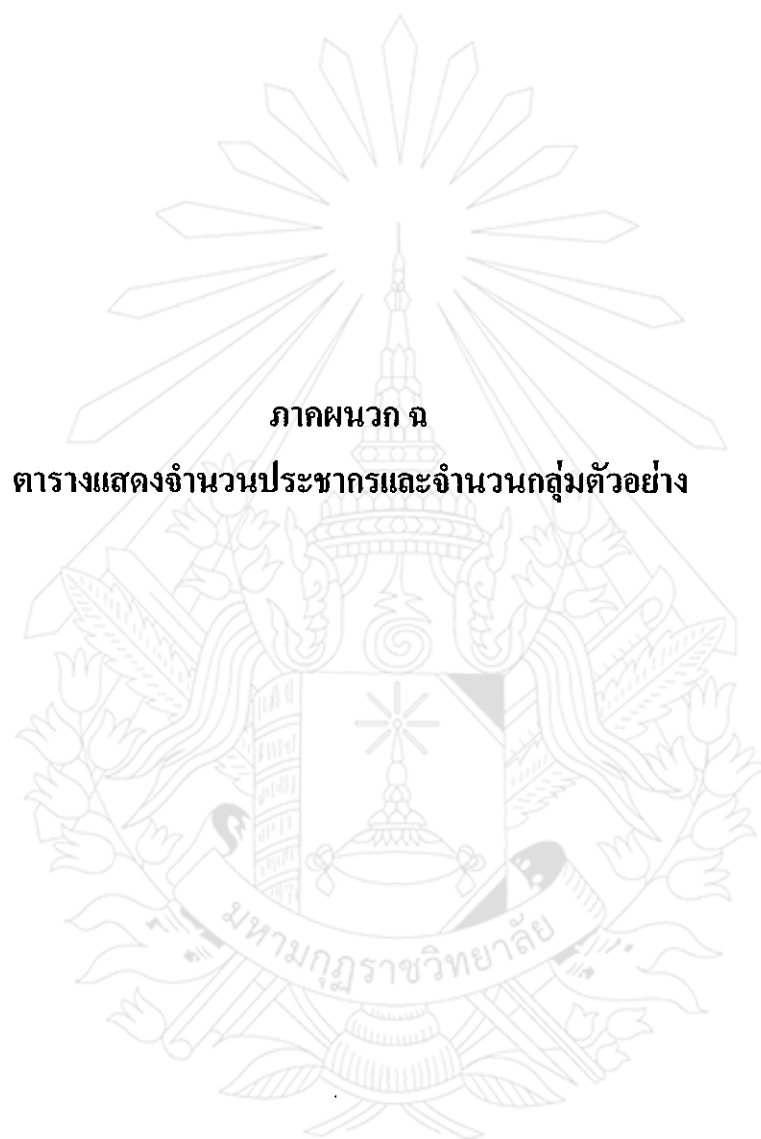 ภาคผนวก ฉ
ตารางแสดงจำนวนประชากรและจำนวนกลุ่มตัวอย่าง
มหามกุฏราชวิทยาลัย